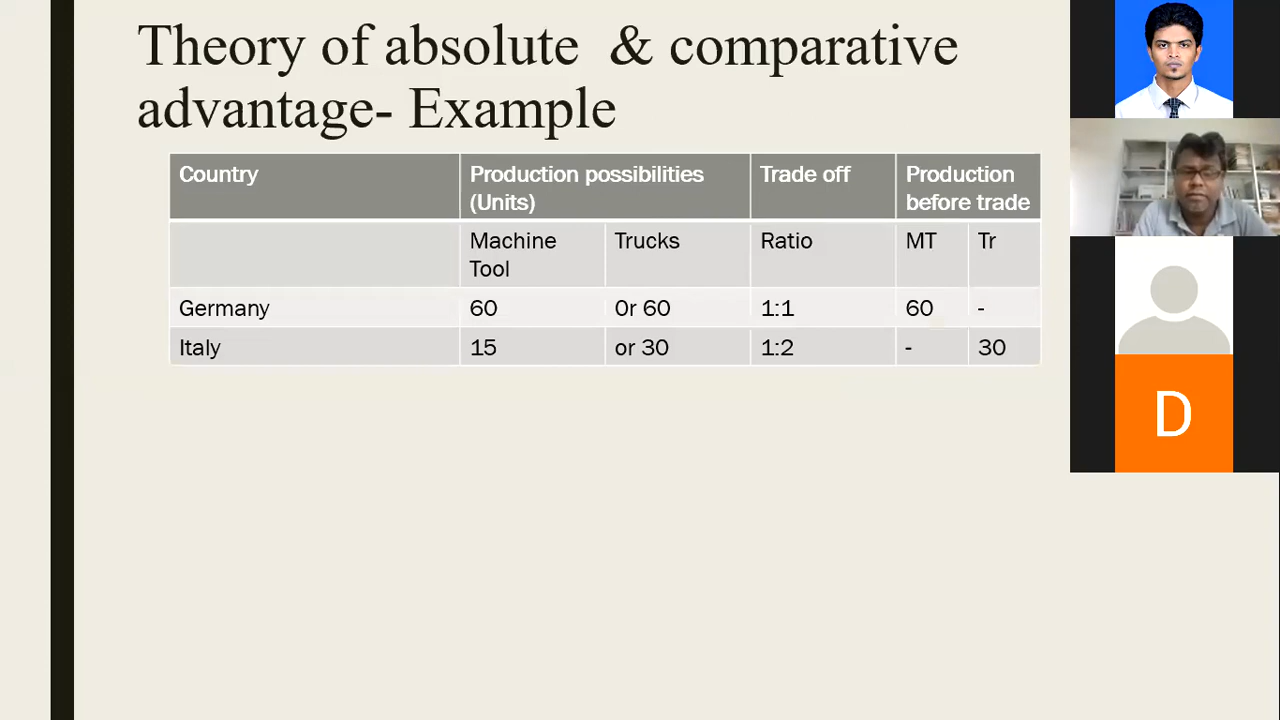 Theory of absolute & comparative
advantage- Example
Country Production possibilities (Units) Trade off Production before trade
Machine Tool Trucks Ratio MT Tr
Germany 60 0r 60 1:1 60 -
Italy 15 or 30 1:2 - 30
D